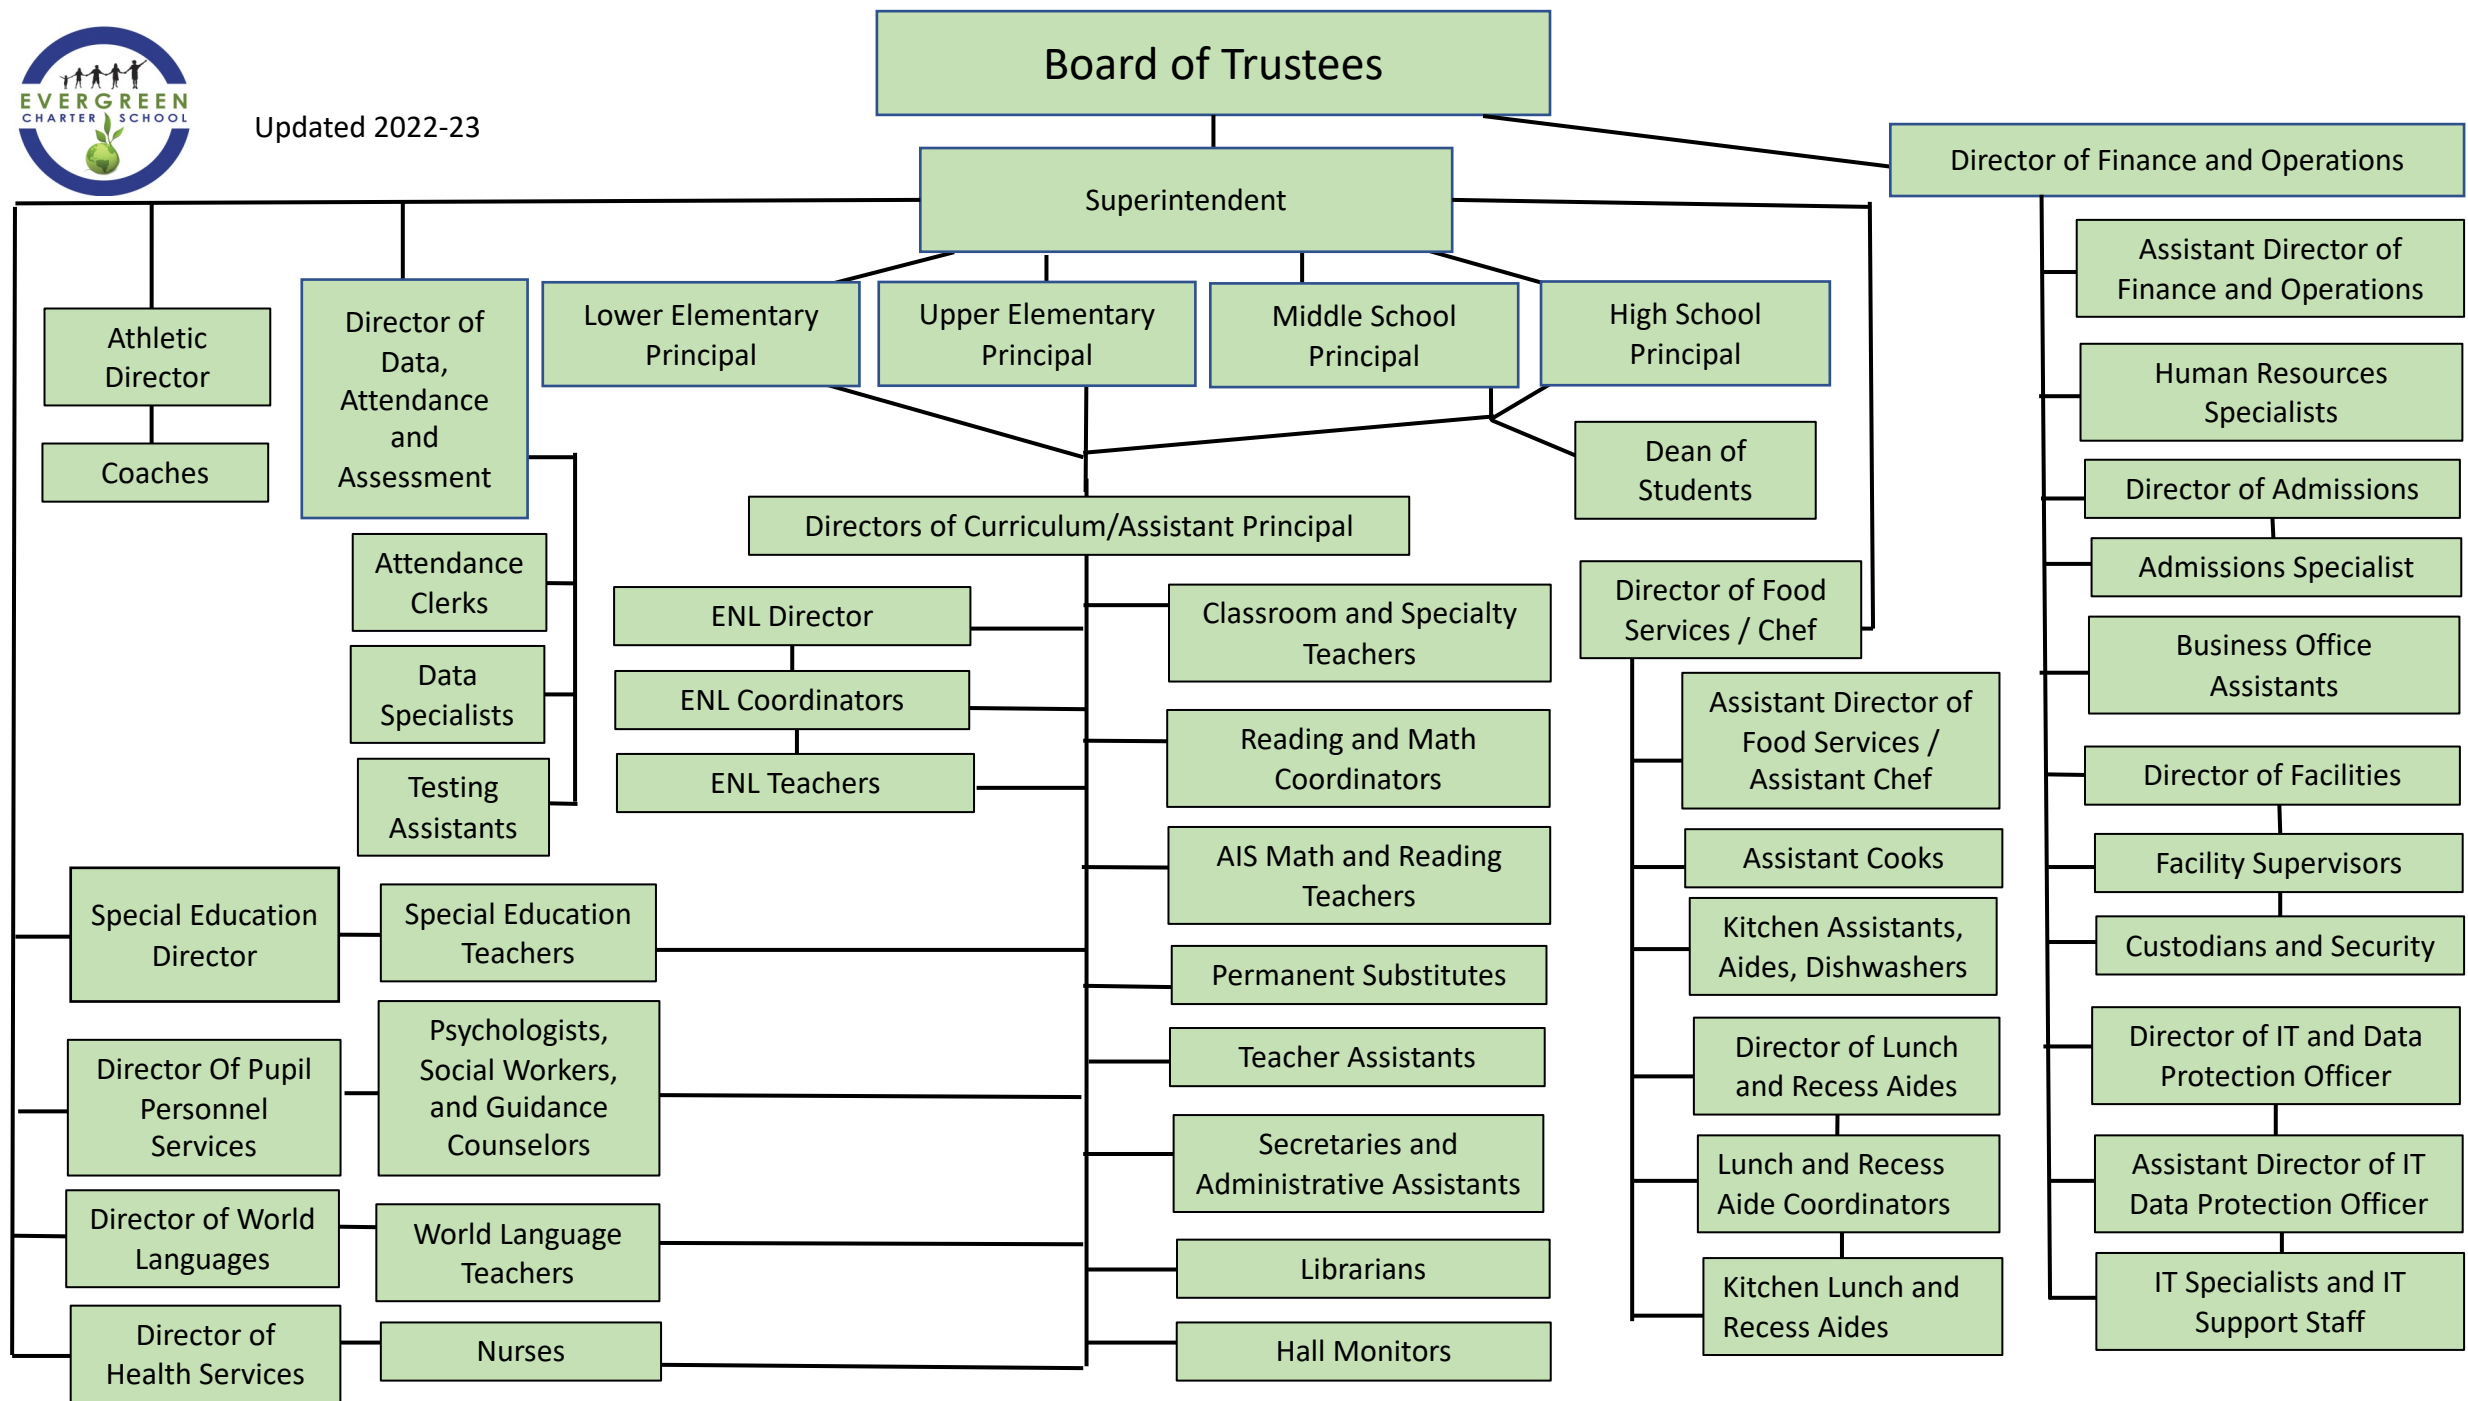 Board of Trustees
EVERGREEN
CHARTER SCHOOL
Updated 2022-23
Director of Finance and Operations
Superintendent
Assistant Director of
Finance and Operations
Athletic
Director
Director of
Data,
Attendance
and
Assessment
Lower Elementary
Principal
Upper Elementary
Principal
Middle School
Principal
High School
Principal
Human Resources
Specialists
Coaches
Dean of
Students
Director of Admissions
Directors of Curriculum/Assistant Principal
Attendance
Clerks
Data
Specialists
Testing
Assistants
ENL Director
ENL Coordinators
ENL Teachers
Classroom and Specialty
Teachers
Reading and Math
Coordinators
AIS Math and Reading
Teachers
Permanent Substitutes
Teacher Assistants
Secretaries and
Administrative Assistants
Librarians
Hall Monitors
Director of Food
Services / Chef
Assistant Director of
Food Services /
Assistant Chef
Assistant Cooks
Kitchen Assistants,
Aides, Dishwashers
Director of Lunch
and Recess Aides
Lunch and Recess
Aide Coordinators
Kitchen Lunch and
Recess Aides
Admissions Specialist
Business Office
Assistants
Director of Facilities
Facility Supervisors
Custodians and Security
Director of IT and Data
Protection Officer
Assistant Director of IT
Data Protection Officer
IT Specialists and IT
Support Staff
Special Education
Director
Special Education
Teachers
Director Of Pupil
Personnel
Services
Psychologists,
Social Workers,
and Guidance
Counselors
Director of World
Languages
World Language
Teachers
Director of
Health Services
Nurses